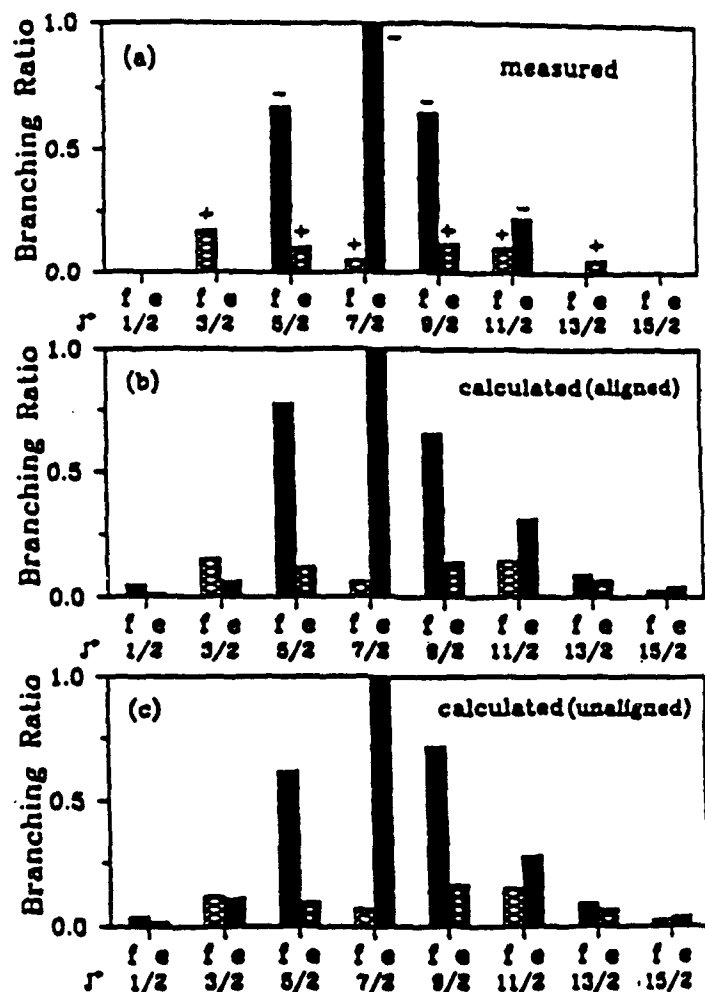 1.0
(a)
measured
Branching Ratio
0.5
0.0
+ − + + − − + + − +
f e f e f e f e f e f e f e f e
J" 1/2 3/2 5/2 7/2 9/2 11/2 13/2 15/2
1.0
(b)
calculated (aligned)
Branching Ratio
0.5
0.0
f e f e f e f e f e f e f e f e
J" 1/2 3/2 5/2 7/2 9/2 11/2 13/2 15/2
1.0
(c)
calculated (unaligned)
Branching Ratio
0.5
0.0
f e f e f e f e f e f e f e f e
J" 1/2 3/2 5/2 7/2 9/2 11/2 13/2 15/2